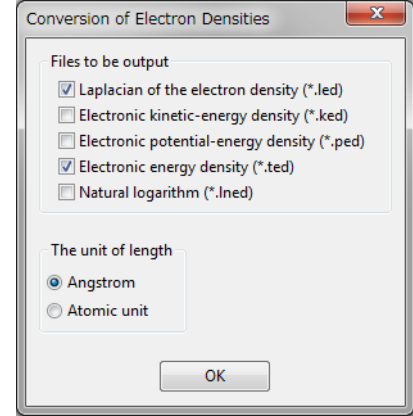 Conversion of Electron Densities
Files to be output
Laplacian of the electron density (*.led)
Electronic kinetic-energy density (*.ked)
Electronic potential-energy density (*.ped)
Electronic energy density (*.ted)
Natural logarithm (*.lned)
The unit of length
Angstrom
Atomic unit
OK